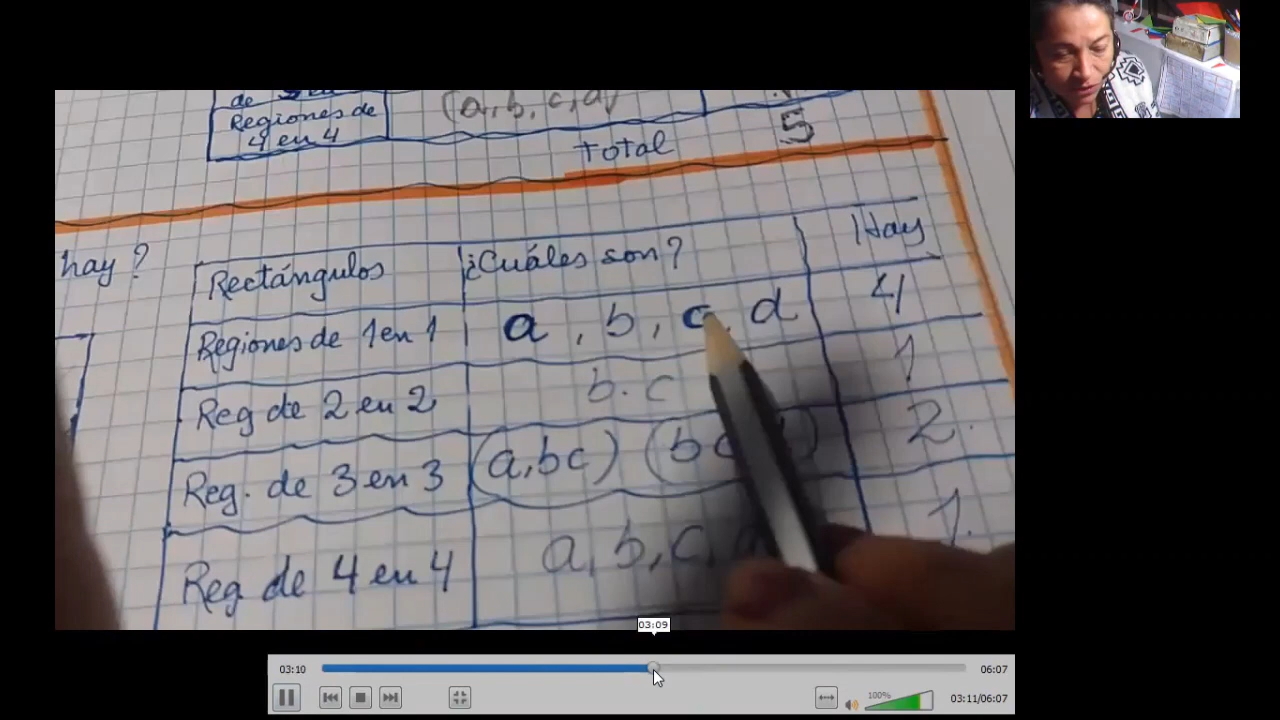 Regiones de
4 en 4
(a, b, c, d)
Total
5
hay ?
Rectángulos ¿Cuáles son? Hay
Regiones de 1 en 1 a, b, c, d 4
Reg de 2 en 2 b. c 1
Reg. de 3 en 3 (a, bc) (bc 2.
Reg de 4 en 4 a, b, c, 1.
03:09
03:10
06:07
100%
03:11/06:07